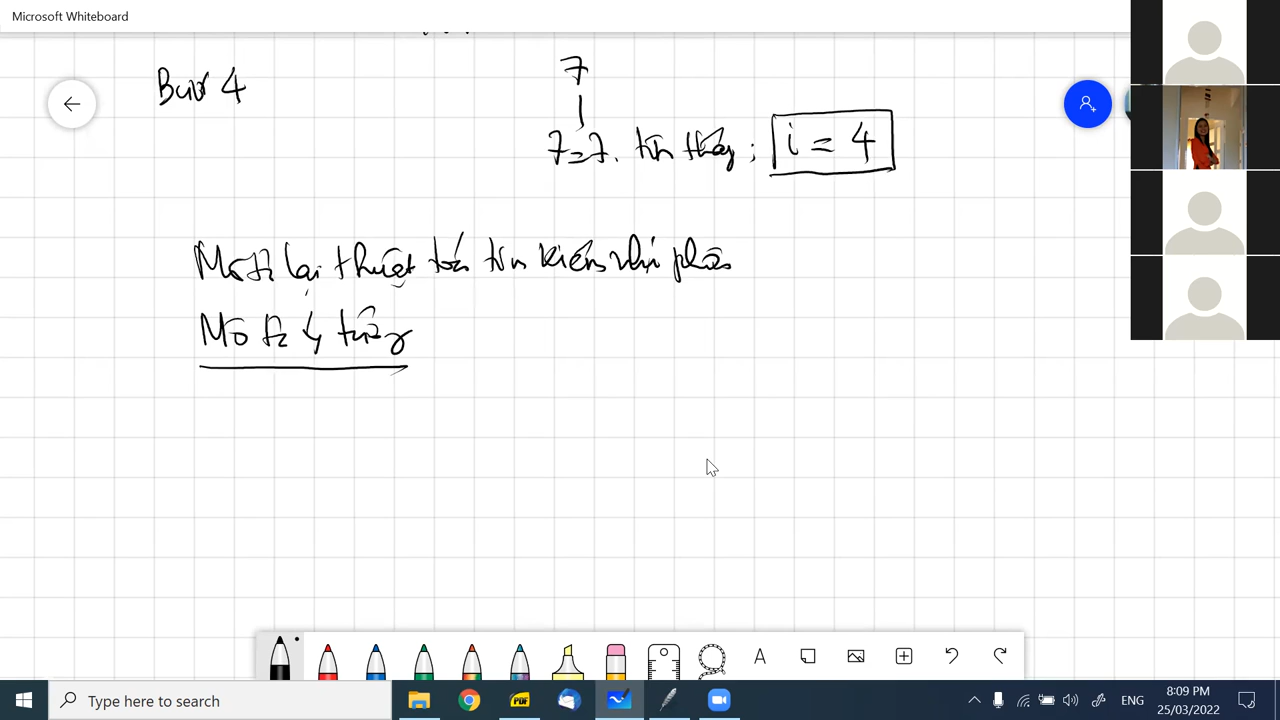 Microsoft Whiteboard
Bước 4
7
7=7. tìm thấy; i = 4
Mô tả lại thuật toán tìm kiếm nhị phân
Mô tả ý tưởng
Type here to search
PDF
ENG
8:09 PM
25/03/2022